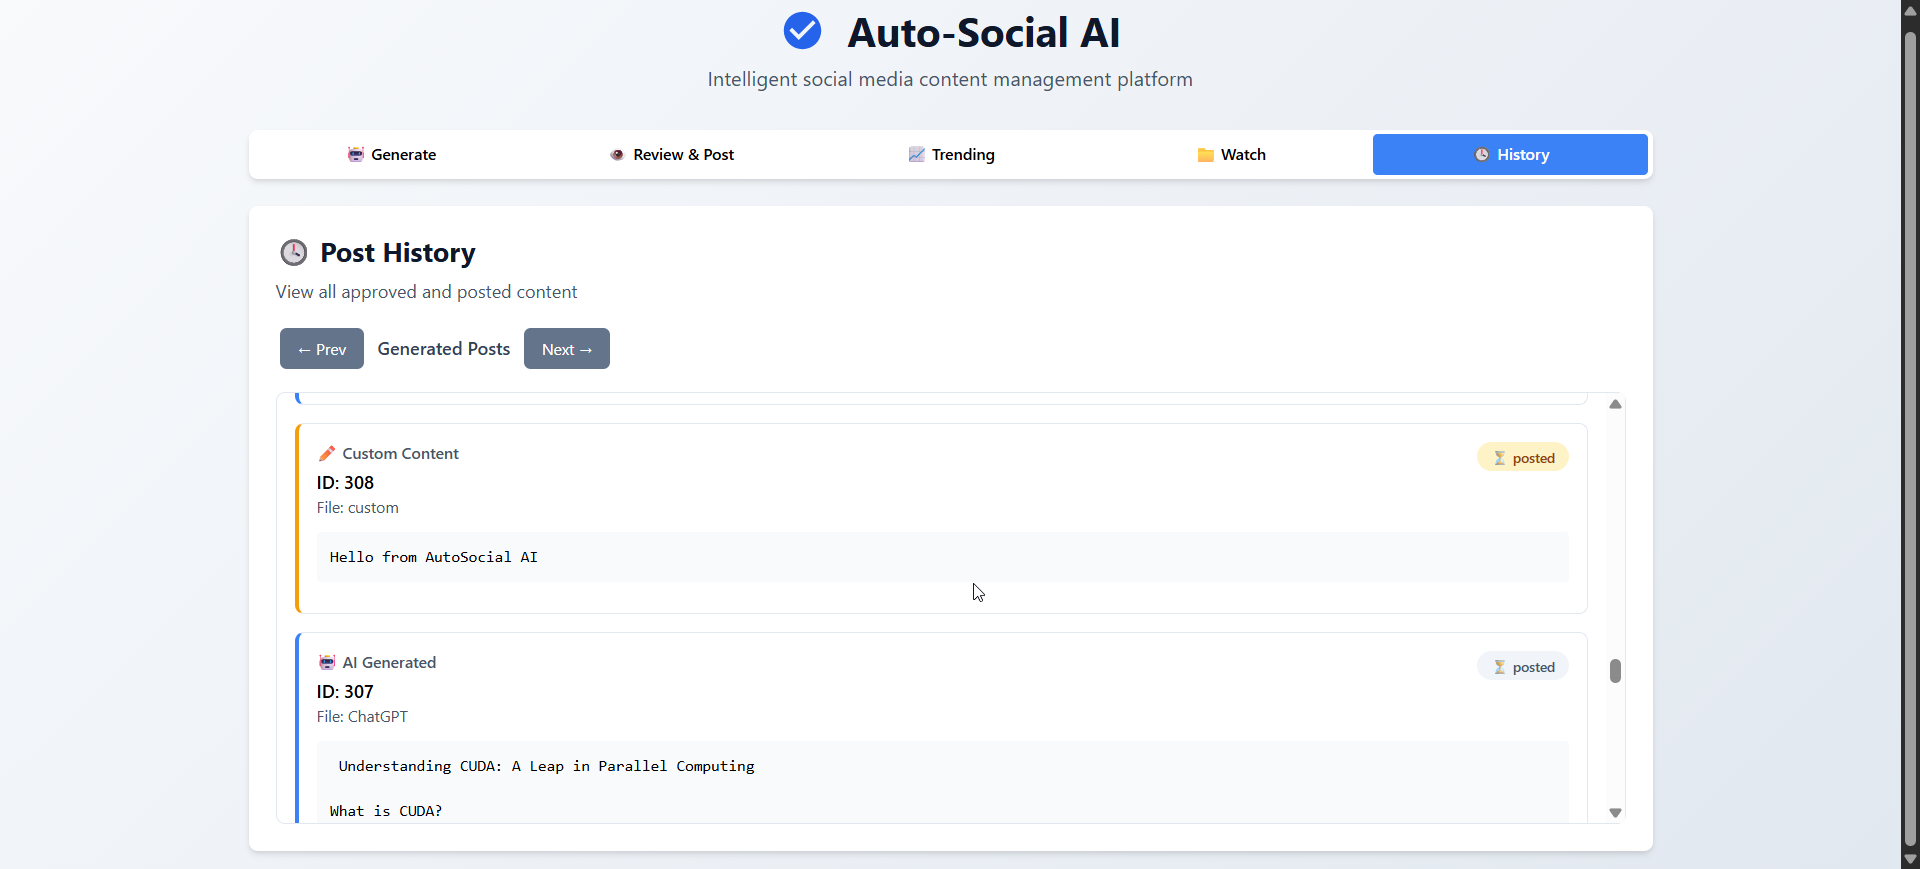 Auto-Social AI
Intelligent social media content management platform
Generate
Review & Post
Trending
Watch
History
Post History
View all approved and posted content
← Prev
Generated Posts
Next →
Custom Content
posted
ID: 308
File: custom
Hello from AutoSocial AI
AI Generated
posted
ID: 307
File: ChatGPT
Understanding CUDA: A Leap in Parallel Computing
What is CUDA?